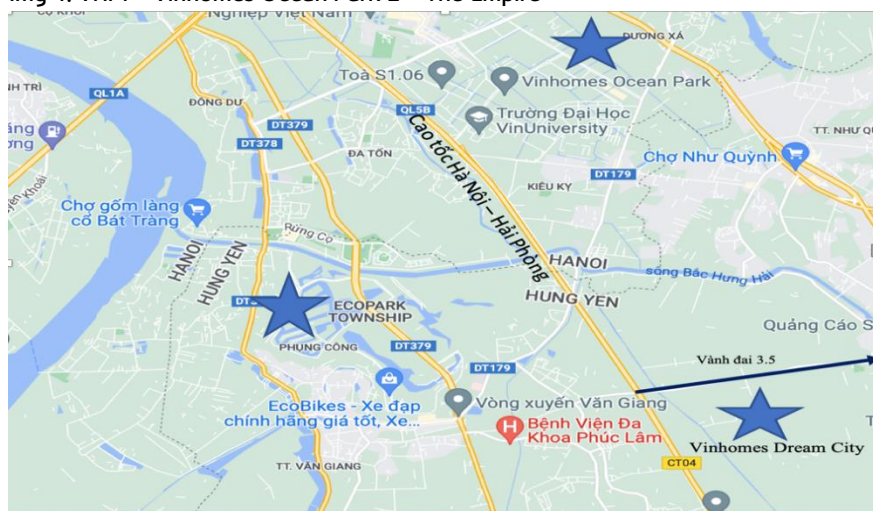 Nghiệp Việt Nam
DƯƠNG XÁ
Toà S1.06
Vinhomes Ocean Park
QL1A
QL5B
ĐÔNG DƯ
DT379
Trường Đại Học
VinUniversity
TT. NHƯ
DT378
Cao tốc Hà Nội – Hải Phòng
ĐA TỐN
Chợ Như Quỳnh
KIÊU KỴ
DT179
Chợ gốm làng
cổ Bát Tràng
Rừng Cọ
HANOI
HUNG YEN
HANOI
sông Bắc Hưng Hải
HUNG YEN
ECOPARK
TOWNSHIP
Quảng Cáo
PHỤNG CÔNG
DT379
Vành đai 3.5
DT179
EcoBikes - Xe đạp
chính hãng giá tốt, Xe...
Vòng xuyến Văn Giang
Bệnh Viện Đa
Khoa Phúc Lâm
Vinhomes Dream City
TT. VĂN GIANG
CT04